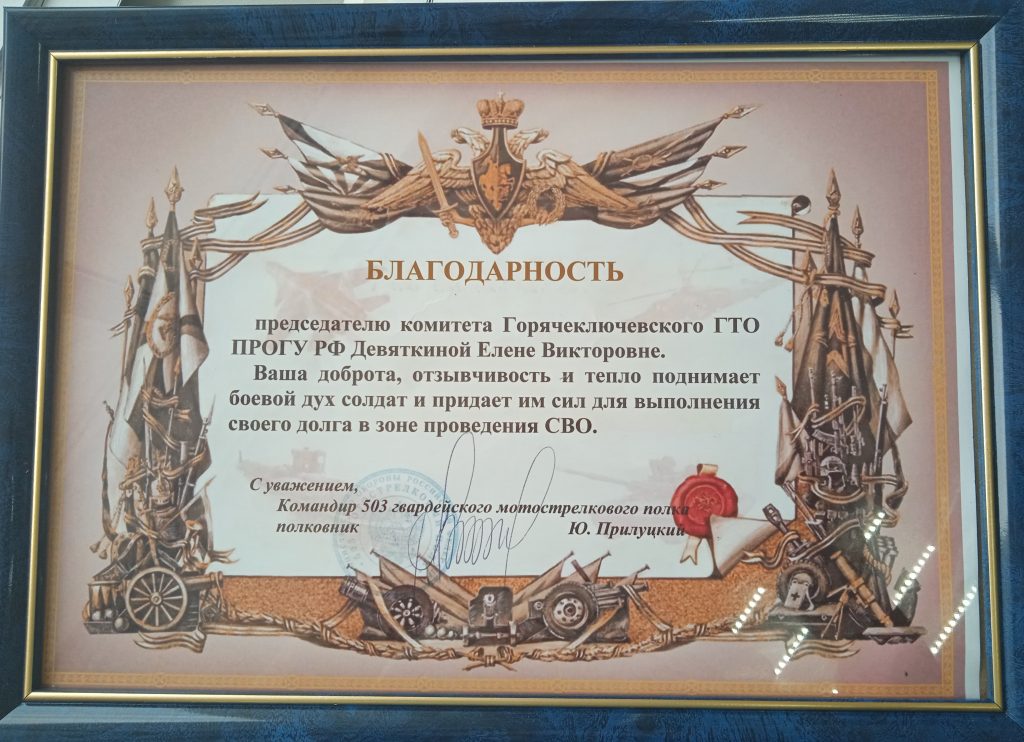 БЛАГОДАРНОСТЬ
председателю комитета Горячеключевского ГТО
ПРОГУ РФ Девяткиной Елене Викторовне.
Ваша доброта, отзывчивость и тепло поднимает
боевой дух солдат и придает им сил для выполнения
своего долга в зоне проведения СВО.
С уважением,
Командир 503 гвардейского мотострелкового полка
полковник Ю. Прилуцкий